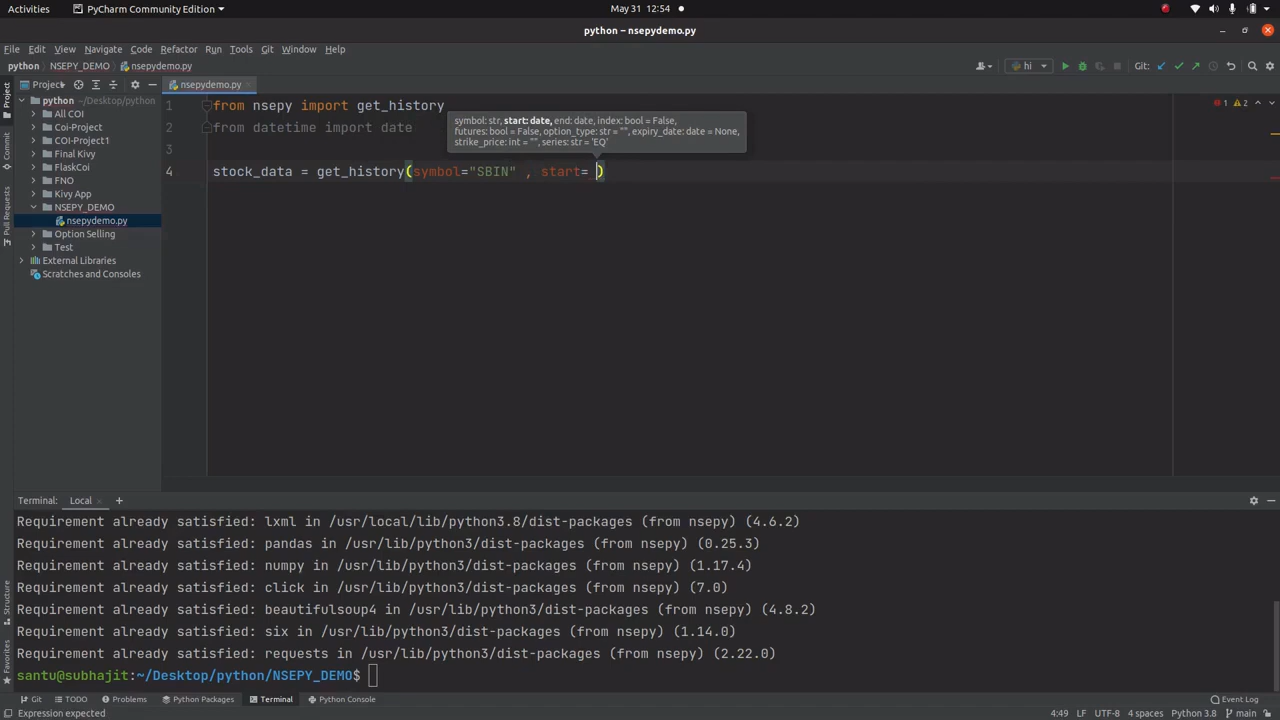 Activities PyCharm Community Edition May 31 12:54
python – nsepydemo.py
File Edit View Navigate Code Refactor Run Tools Git Window Help
python NSEPY_DEMO nsepydemo.py hi Git:
Project nsepydemo.py
python ~/Desktop/python
All COI
Coi-Project
COI-Project1
Final Kivy
FlaskCoi
FNO
Kivy App
NSEPY_DEMO
nsepydemo.py
Option Selling
Test
External Libraries
Scratches and Consoles
Project
Commit
Pull Requests
Structure
Favorites
1 from nsepy import get_history
2 from datetime import date
3
4 stock_data = get_history(symbol="SBIN" , start= )
symbol: str, start: date, end: date, index: bool = False,
futures: bool = False, option_type: str = "", expiry_date: date = None,
strike_price: int = "", series: str = 'EQ'
1 2
Terminal: Local
Requirement already satisfied: lxml in /usr/local/lib/python3.8/dist-packages (from nsepy) (4.6.2)
Requirement already satisfied: pandas in /usr/lib/python3/dist-packages (from nsepy) (0.25.3)
Requirement already satisfied: numpy in /usr/lib/python3/dist-packages (from nsepy) (1.17.4)
Requirement already satisfied: click in /usr/lib/python3/dist-packages (from nsepy) (7.0)
Requirement already satisfied: beautifulsoup4 in /usr/lib/python3/dist-packages (from nsepy) (4.8.2)
Requirement already satisfied: six in /usr/lib/python3/dist-packages (from nsepy) (1.14.0)
Requirement already satisfied: requests in /usr/lib/python3/dist-packages (from nsepy) (2.22.0)
santu@subhajit:~/Desktop/python/NSEPY_DEMO$
Git TODO Problems Python Packages Terminal Python Console Event Log
Expression expected 4:49 LF UTF-8 4 spaces Python 3.8 main